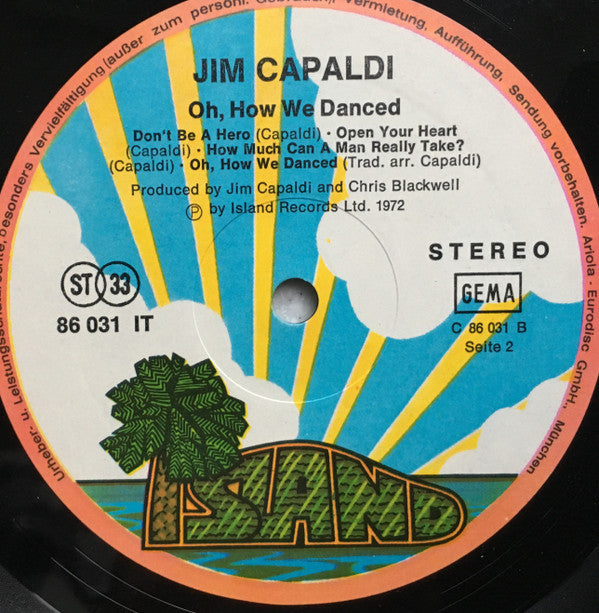 Urheber- u. Leistungsschutzrechte, besonders Vervielfältigung (außer zum persönl. Gebrauch), Vermietung, Aufführung, Sendung vorbehalten. Ariola - Eurodisc GmbH., München
JIM CAPALDI
Oh, How We Danced
Don't Be A Hero (Capaldi) · Open Your Heart
(Capaldi) · How Much Can A Man Really Take?
(Capaldi) · Oh, How We Danced (Trad. arr. Capaldi)
Produced by Jim Capaldi and Chris Blackwell
Ⓟ by Island Records Ltd. 1972
STEREO
ST 33
GEMA
86 031 IT
C 86 031 B
Seite 2
ISLAND